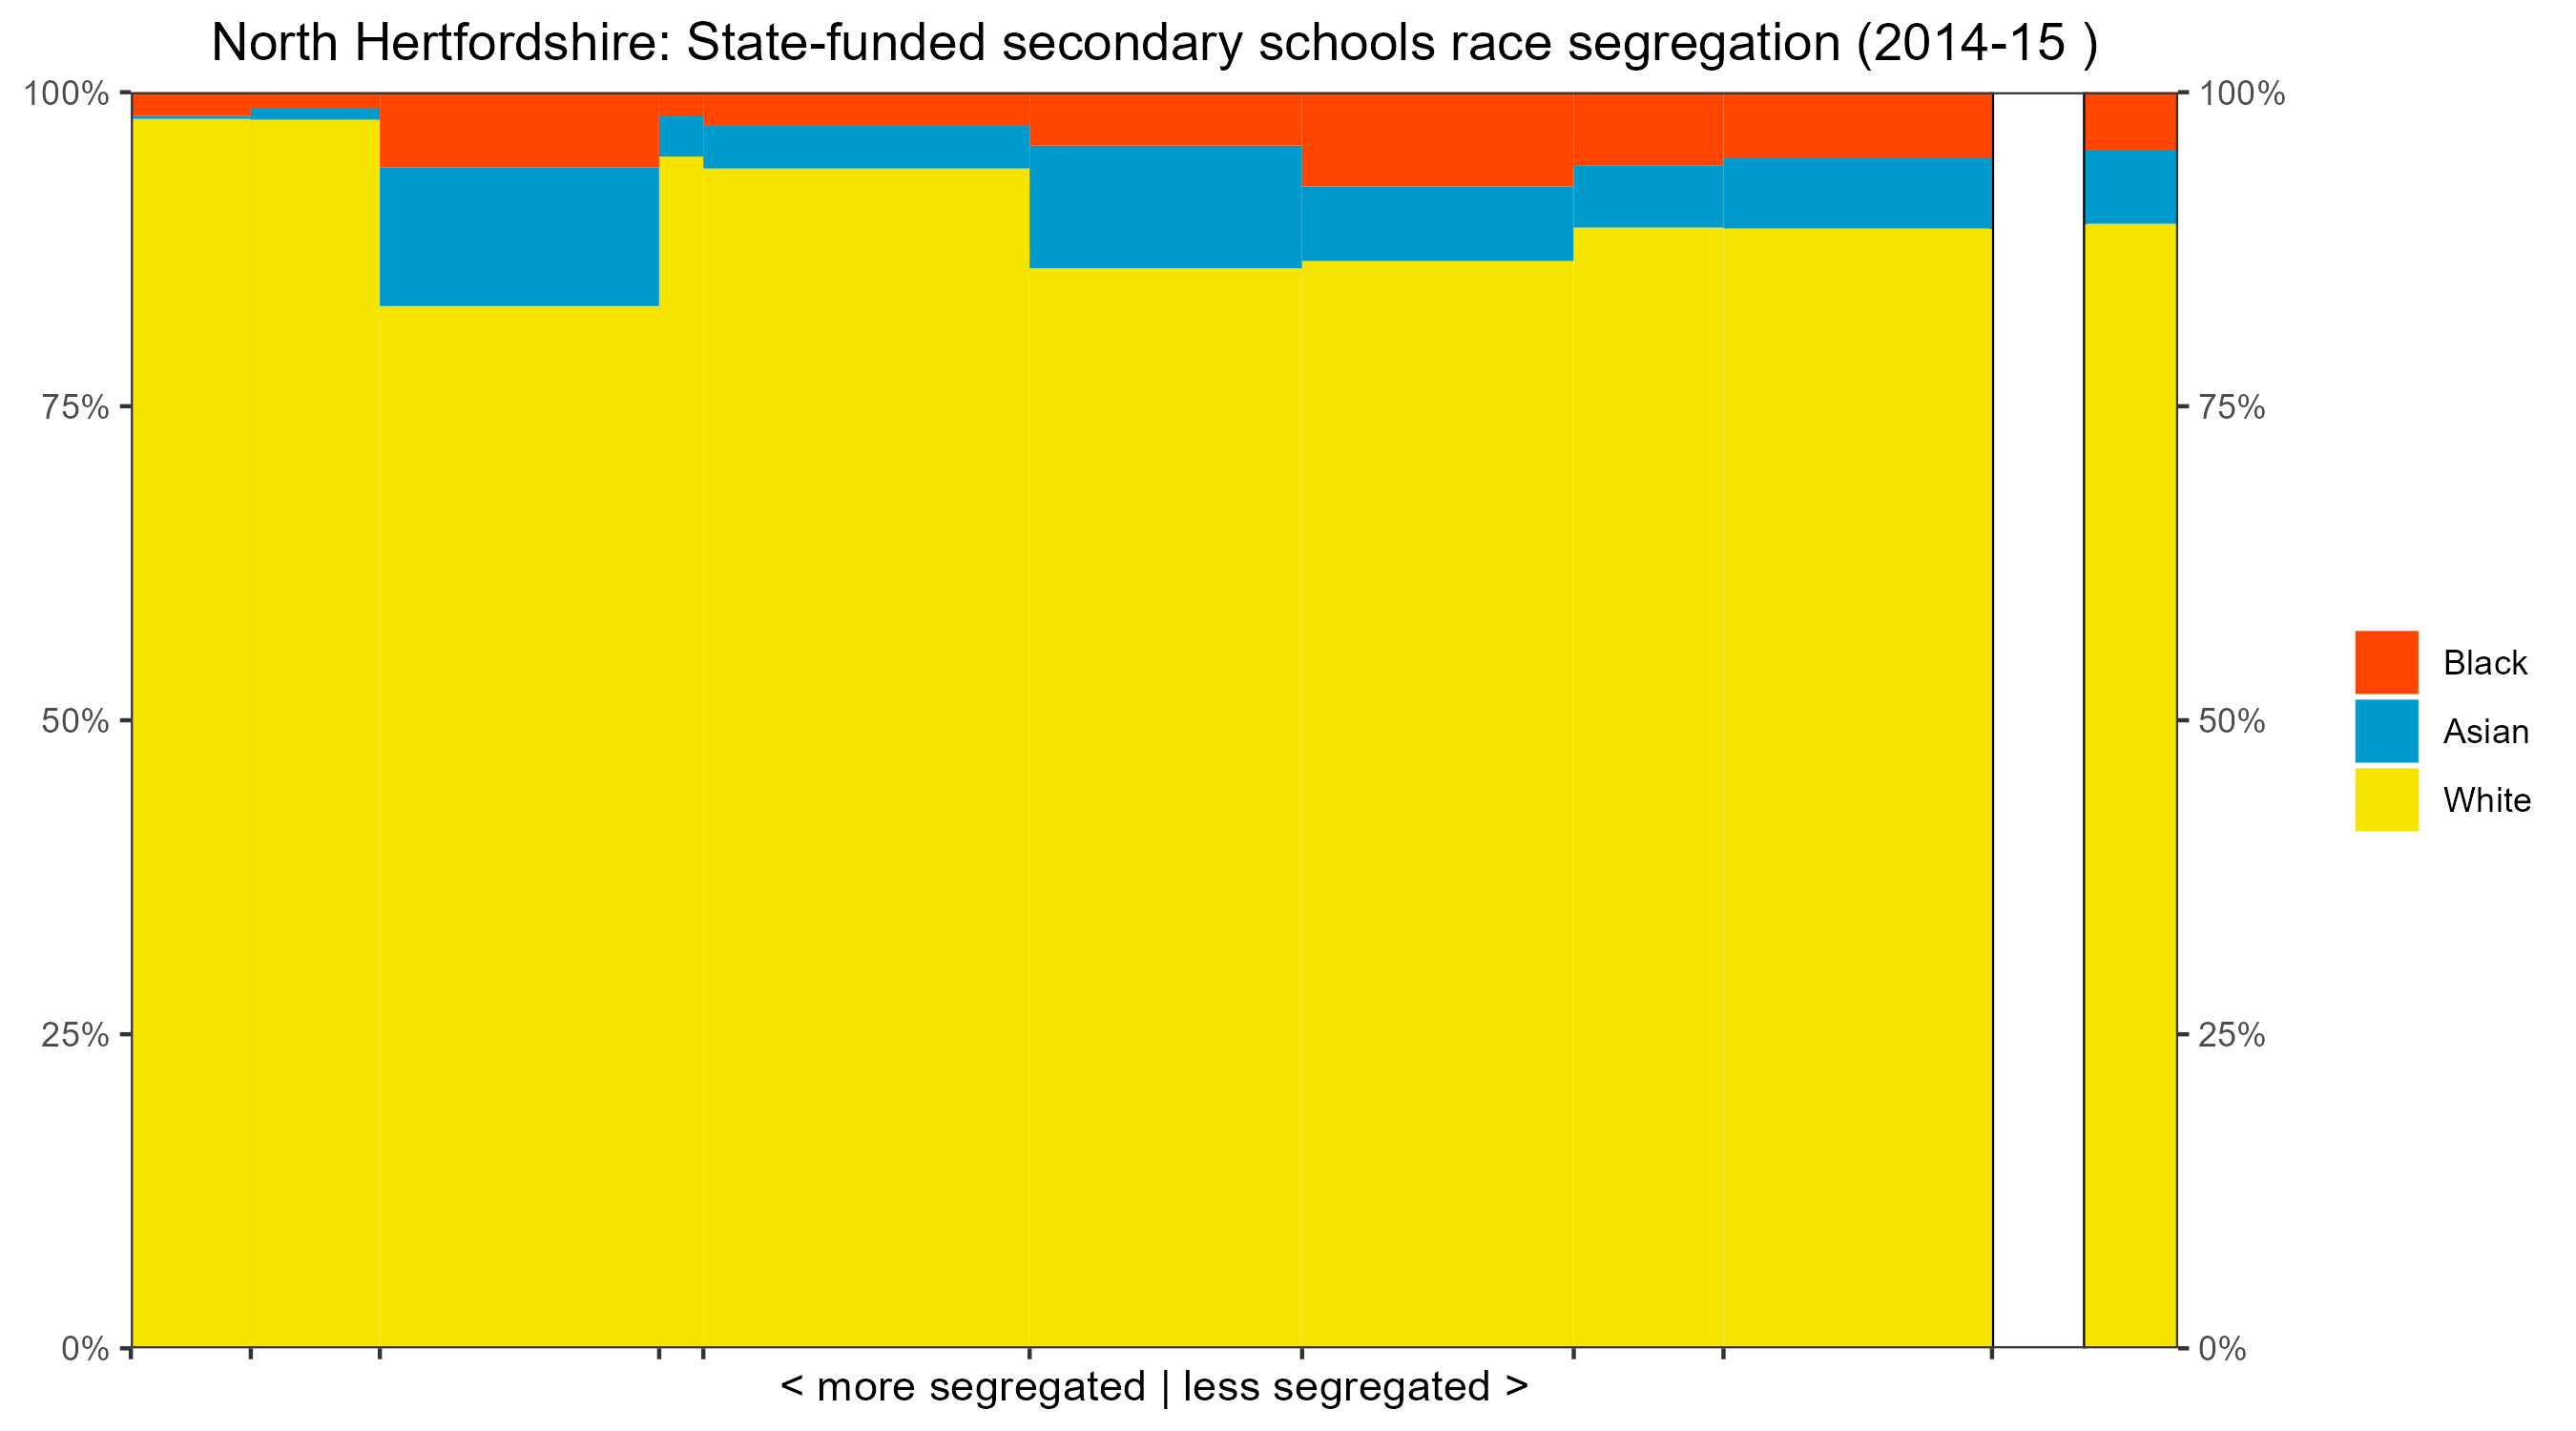 North Hertfordshire: State-funded secondary schools race segregation (2014-15 )
100%
100%
75%
75%
50%
50%
25%
25%
0%
0%
Black
Asian
White
< more segregated | less segregated >